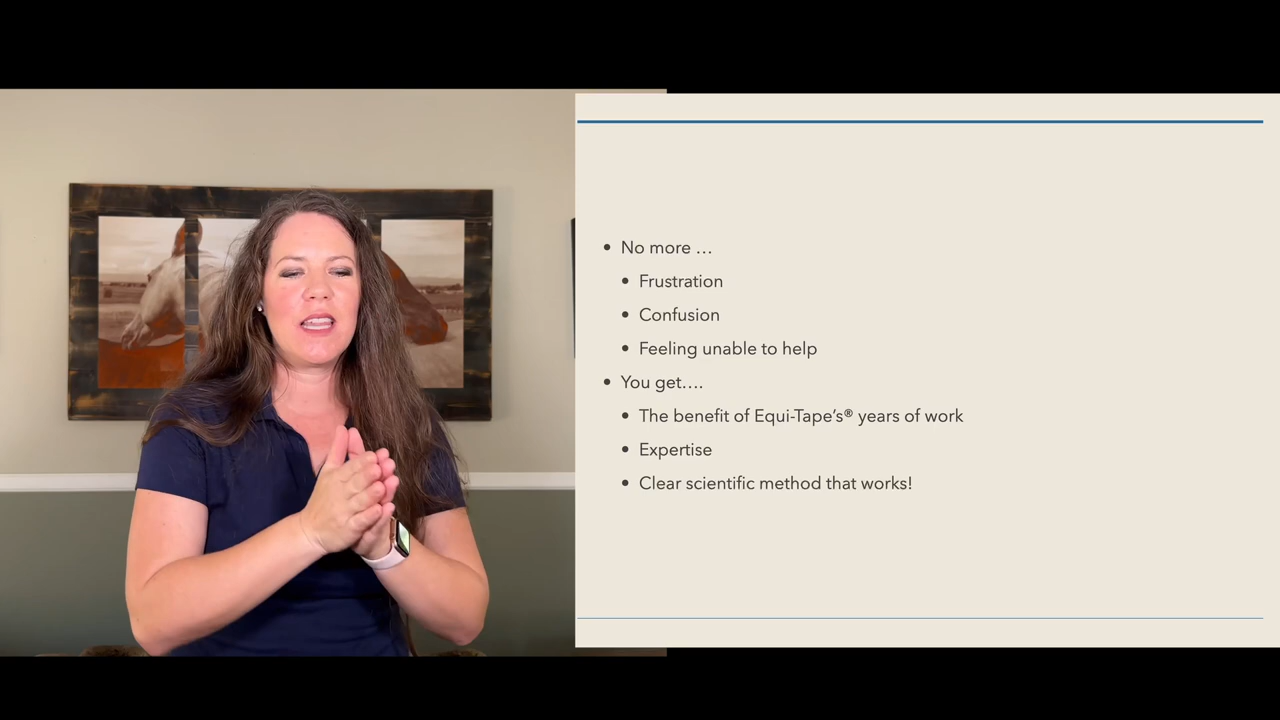 • No more …
• Frustration
• Confusion
• Feeling unable to help
• You get….
• The benefit of Equi-Tape’s® years of work
• Expertise
• Clear scientific method that works!